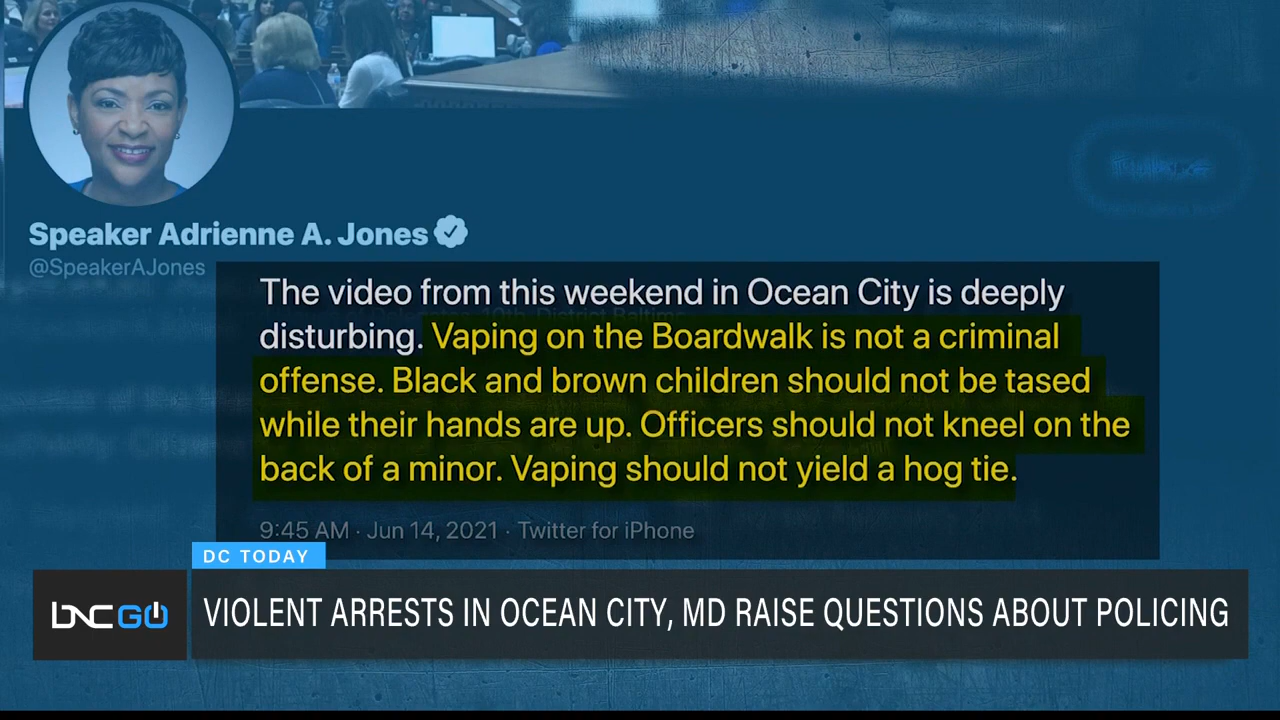 Speaker Adrienne A. Jones
@SpeakerAJones
The video from this weekend in Ocean City is deeply
disturbing. Vaping on the Boardwalk is not a criminal
offense. Black and brown children should not be tased
while their hands are up. Officers should not kneel on the
back of a minor. Vaping should not yield a hog tie.
9:45 AM · Jun 14, 2021 · Twitter for iPhone
DC TODAY
BNC GO
VIOLENT ARRESTS IN OCEAN CITY, MD RAISE QUESTIONS ABOUT POLICING